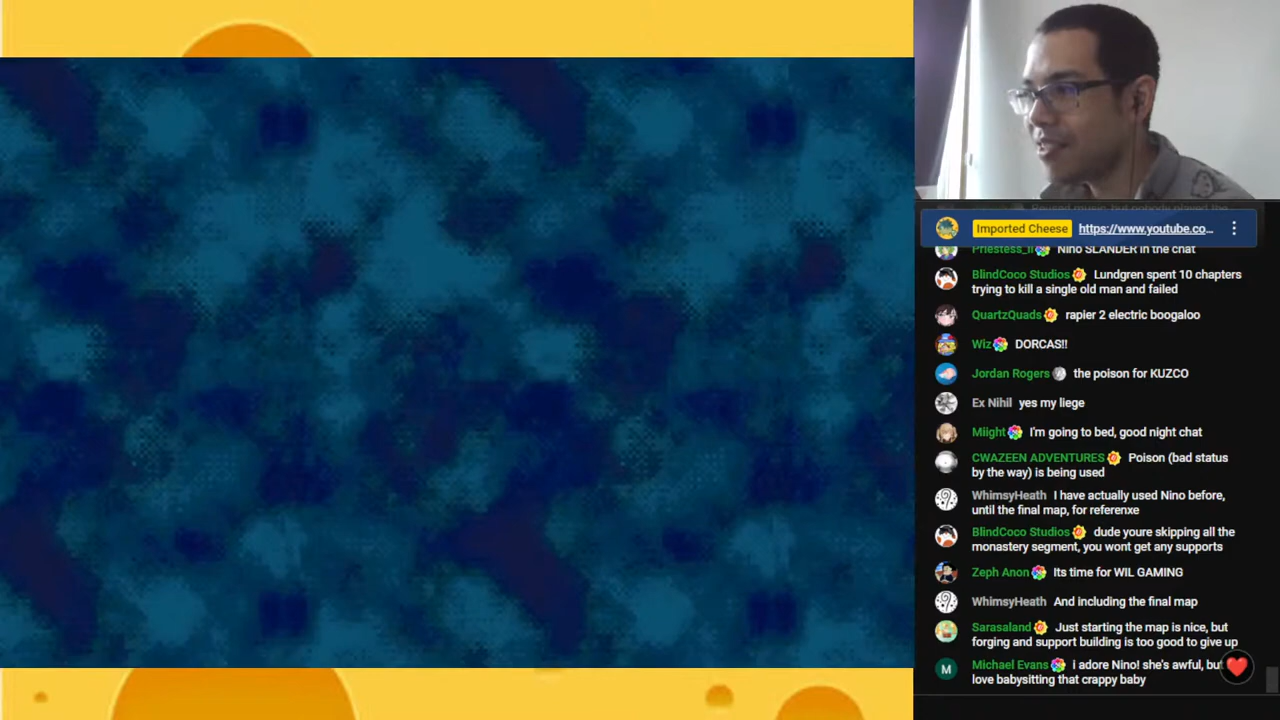 Imported Cheese https://www.youtube.co...
Priestess_Ii Nino SLANDER in the chat
BlindCoco Studios Lundgren spent 10 chapters
trying to kill a single old man and failed
QuartzQuads rapier 2 electric boogaloo
Wiz DORCAS!!
Jordan Rogers the poison for KUZCO
Ex Nihil yes my liege
Miight I'm going to bed, good night chat
CWAZEEN ADVENTURES Poison (bad status
by the way) is being used
WhimsyHeath I have actually used Nino before,
until the final map, for referenxe
BlindCoco Studios dude youre skipping all the
monastery segment, you wont get any supports
Zeph Anon Its time for WIL GAMING
WhimsyHeath And including the final map
Sarasaland Just starting the map is nice, but
forging and support building is too good to give up
M Michael Evans i adore Nino! she's awful, but
love babysitting that crappy baby